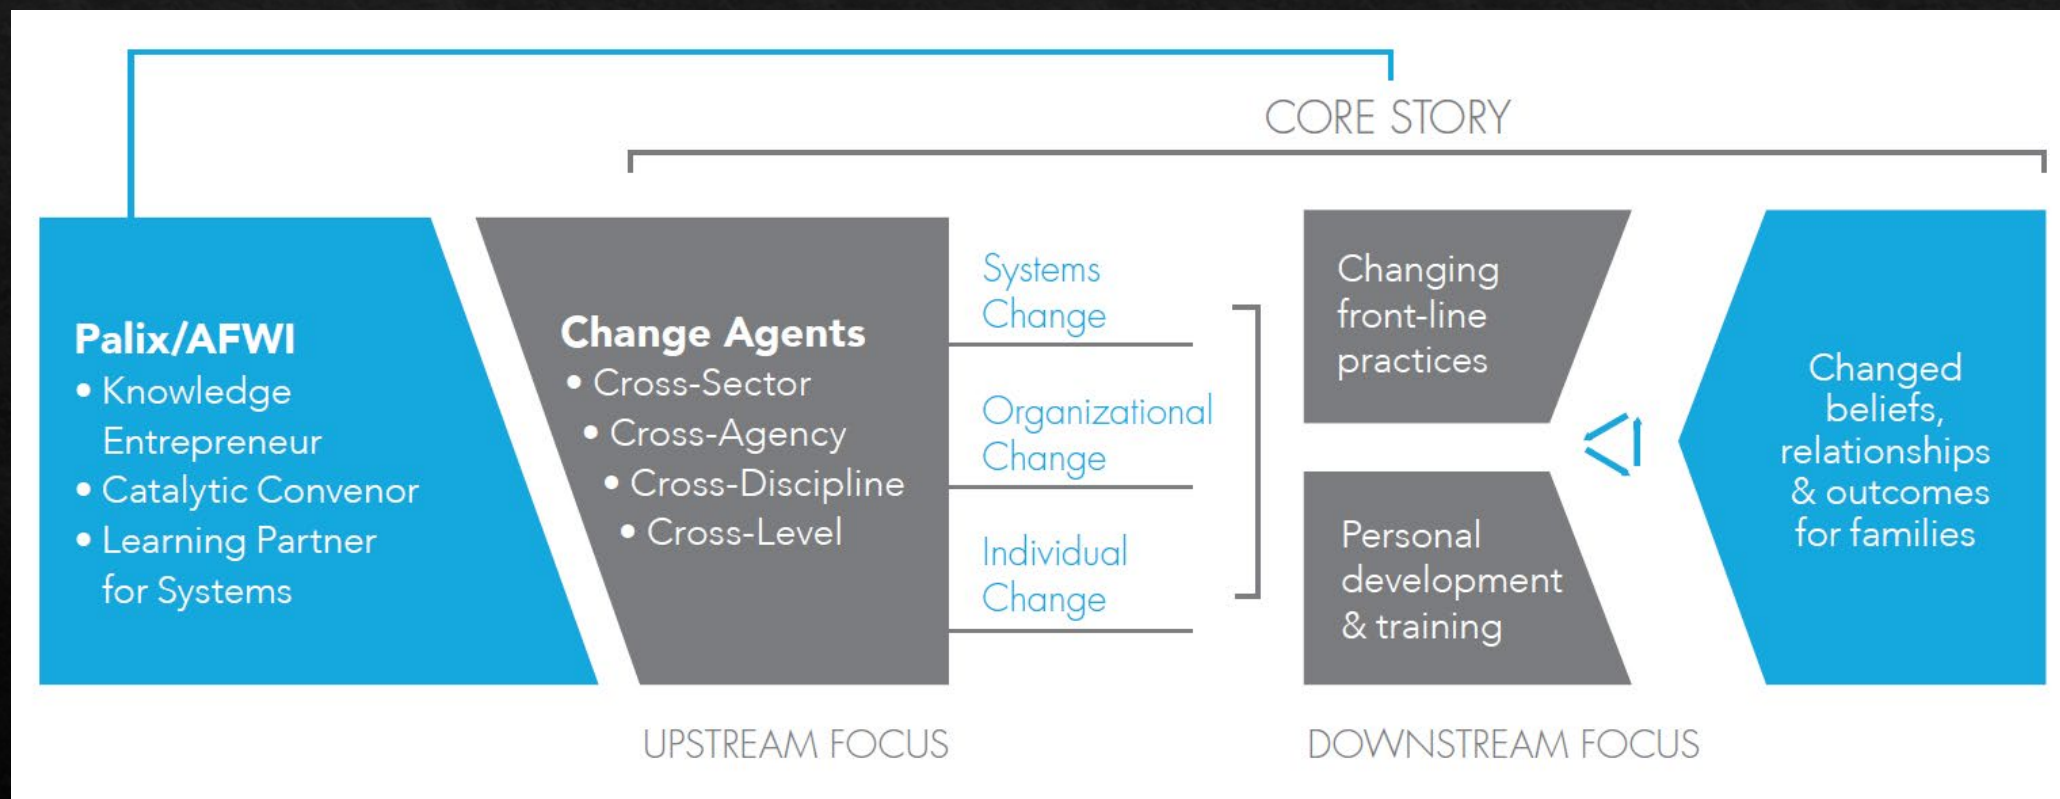 CORE STORY
Palix/AFWI
• Knowledge
Entrepreneur
• Catalytic Convenor
• Learning Partner
for Systems
Change Agents
• Cross-Sector
• Cross-Agency
• Cross-Discipline
• Cross-Level
Systems
Change
Organizational
Change
Individual
Change
Changing
front-line
practices
Personal
development
& training
Changed
beliefs,
relationships
& outcomes
for families
UPSTREAM FOCUS
DOWNSTREAM FOCUS